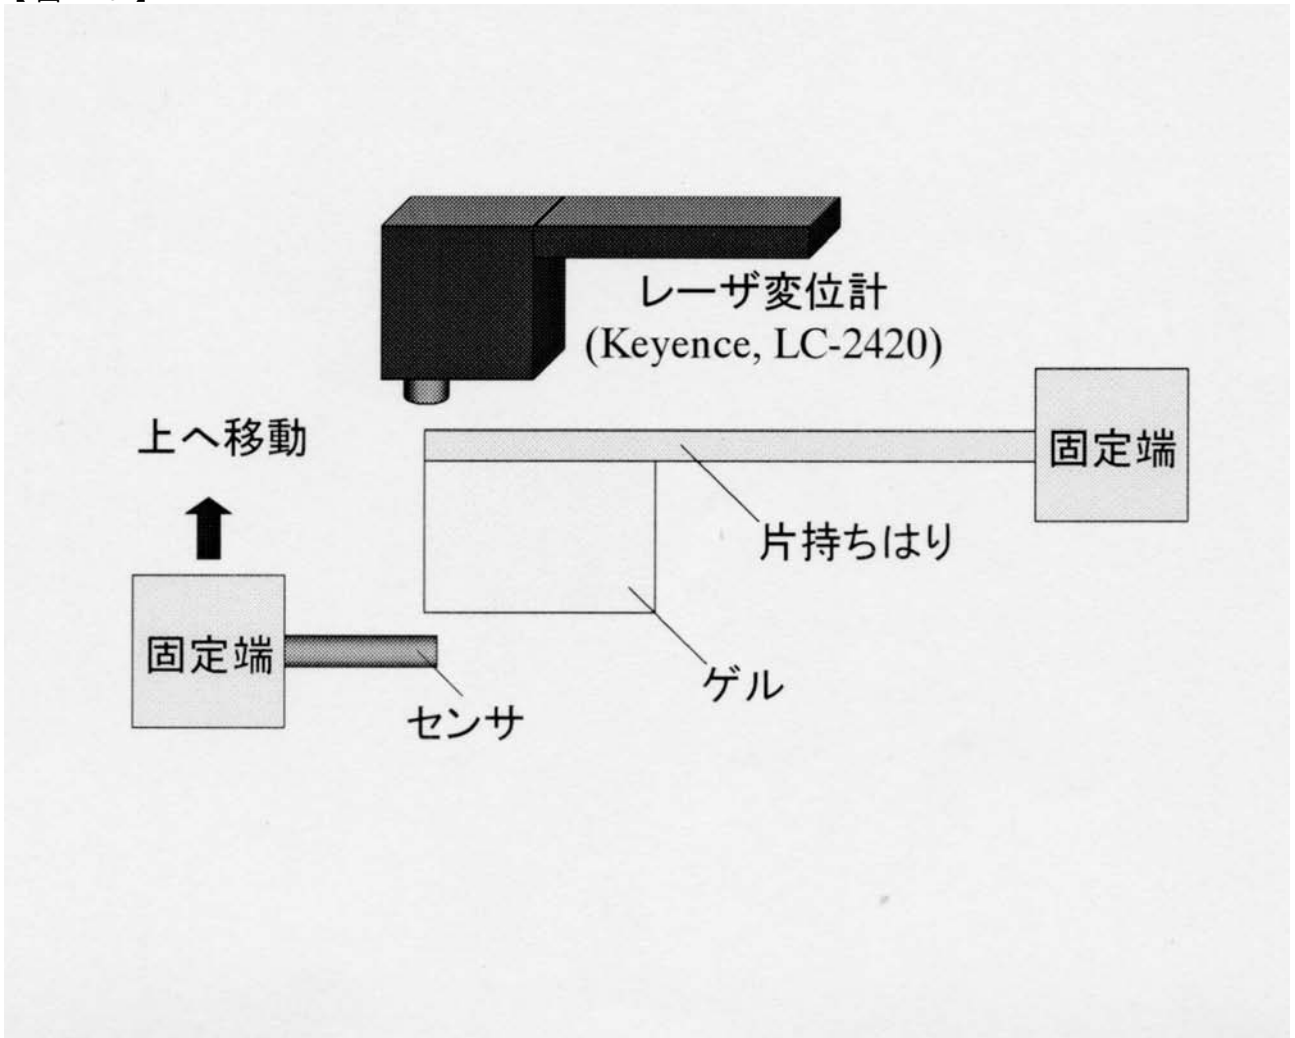 レーザ変位計
(Keyence, LC-2420)
上へ移動
固定端
片持ちはり
固定端
ゲル
センサ